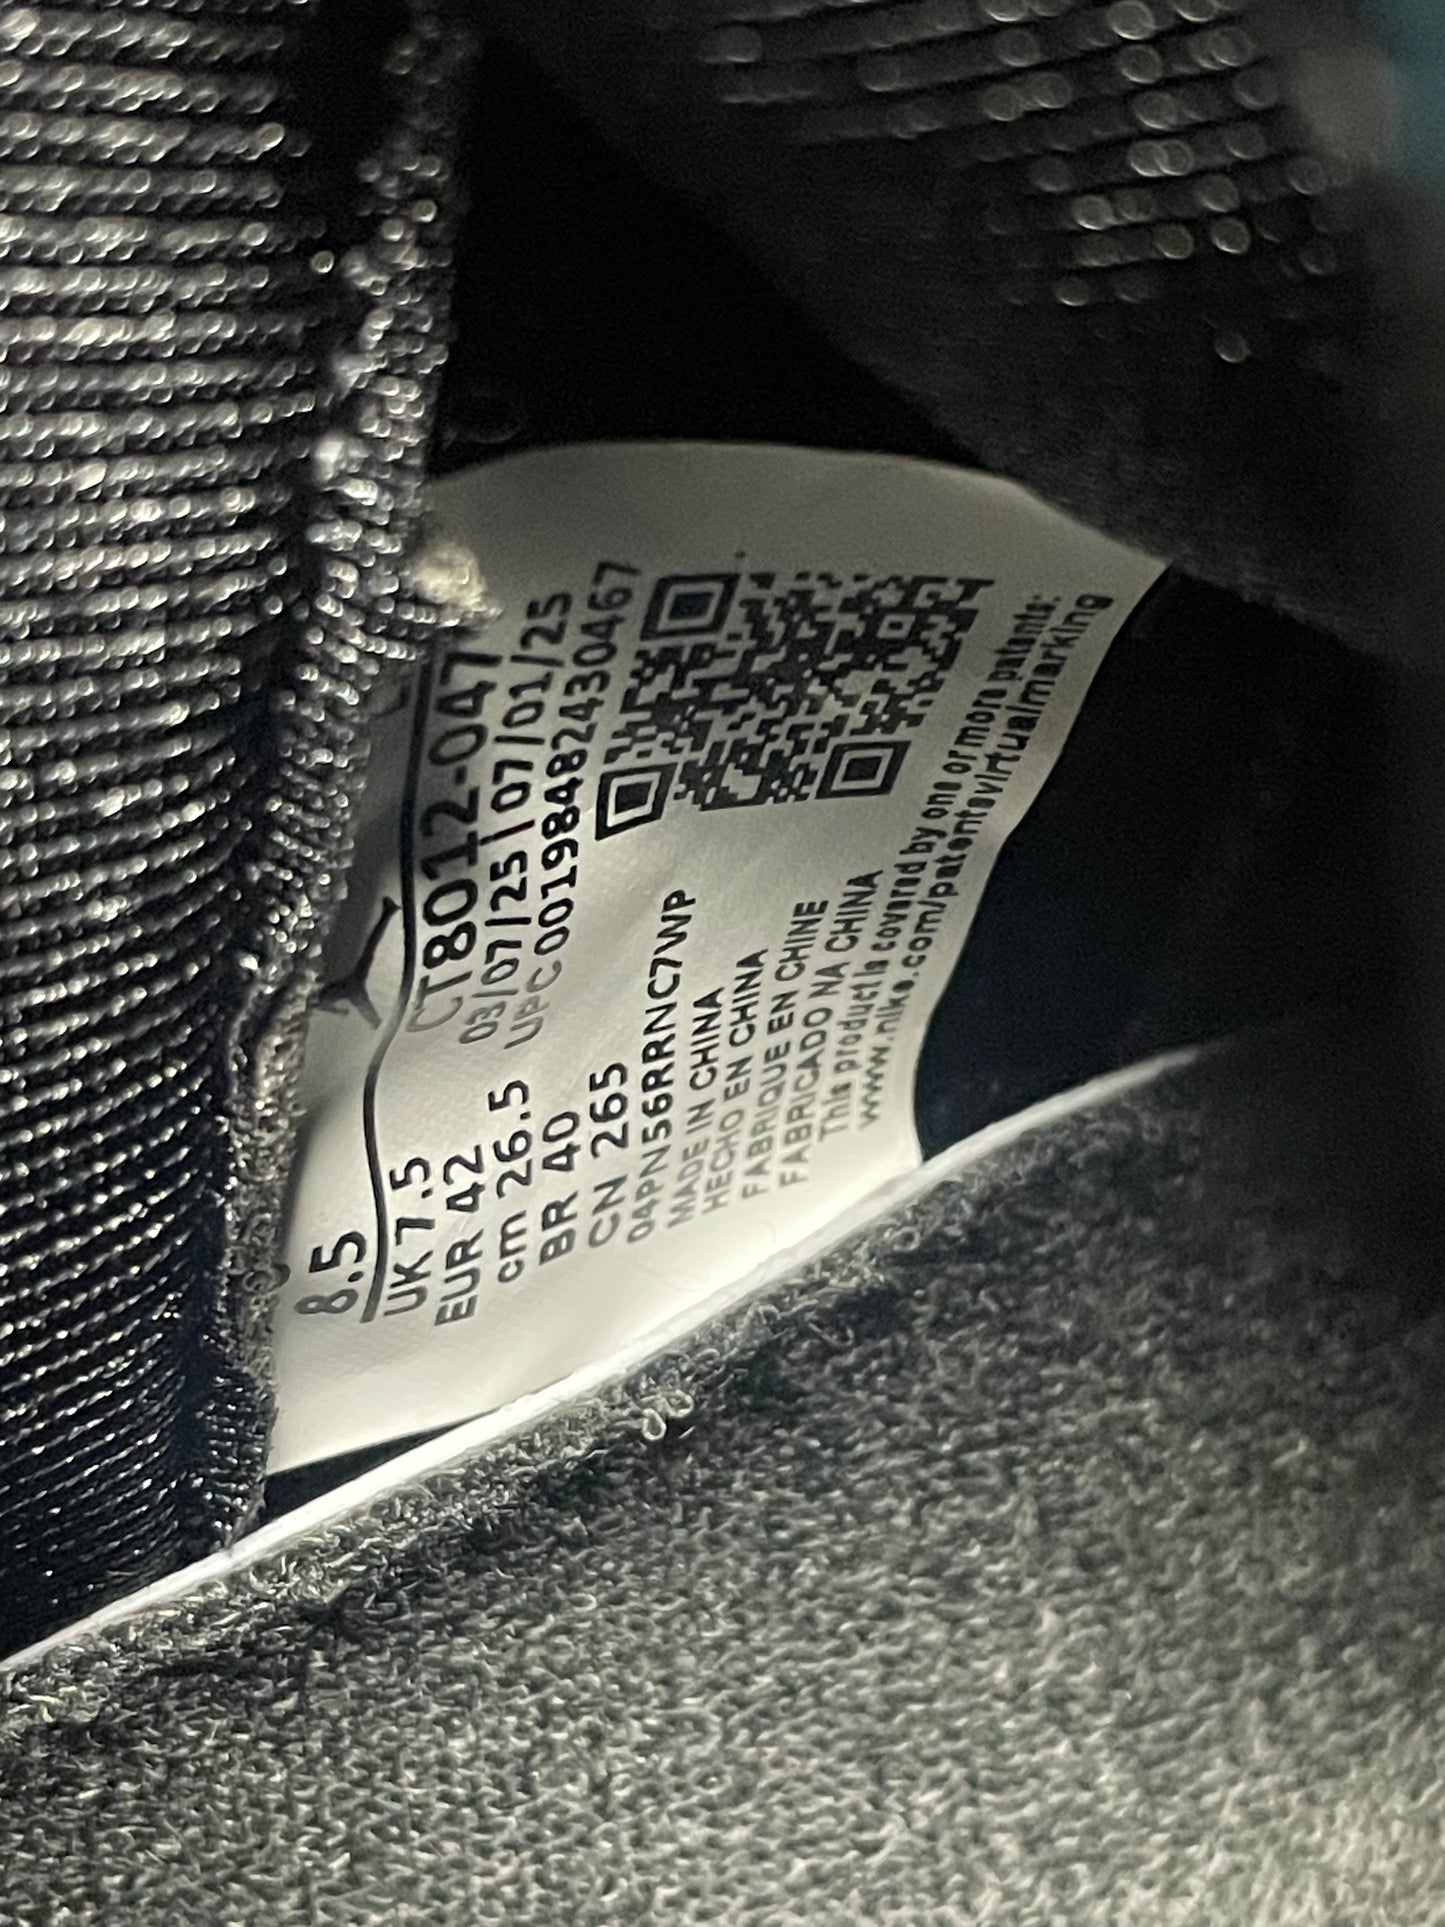 8.5
UK 7.5
EUR 42
cm 26.5
BR 40
CN 265
CT8012-047
03/07/25 | 07/01/25
UPC 00198482430467
04PN56RRNC7WP
MADE IN CHINA
HECHO EN CHINA
FABRIQUE EN CHINE
FABRICADO NA CHINA
This product is covered by one or more patents:
www.nike.com/patentsvirtualmarking